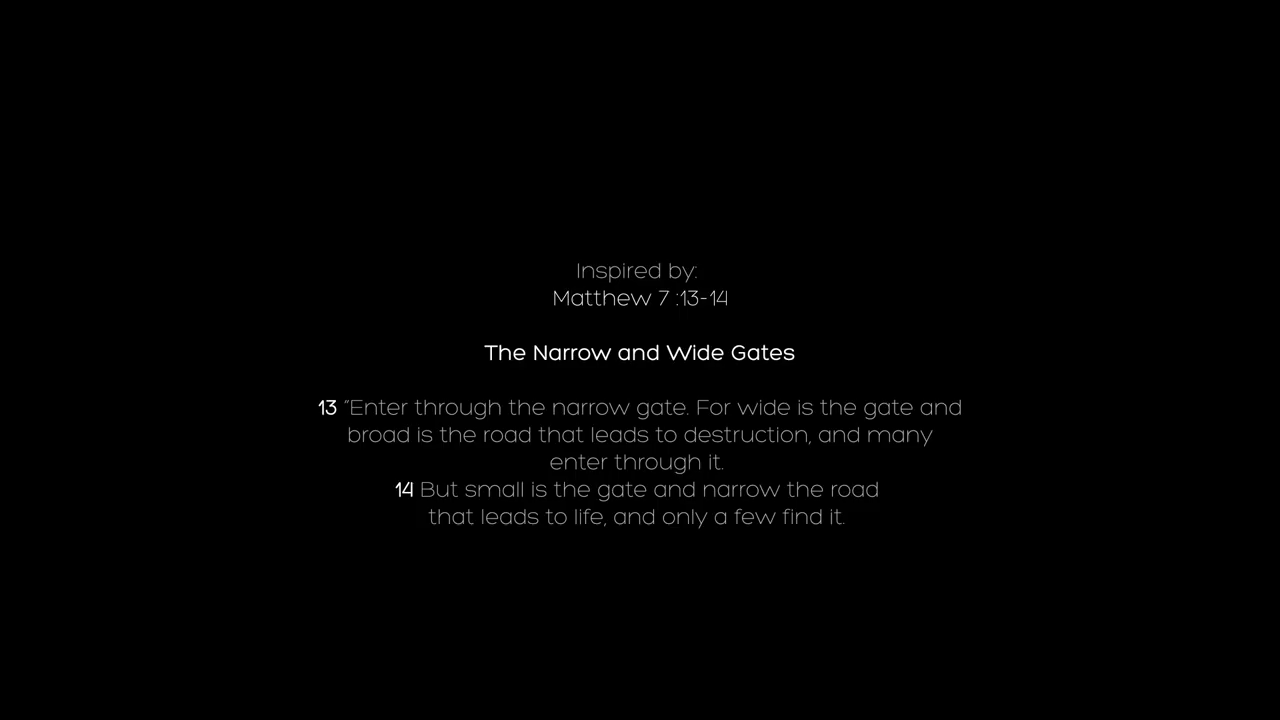 Inspired by:
Matthew 7 :13-14
The Narrow and Wide Gates
13 "Enter through the narrow gate. For wide is the gate and
broad is the road that leads to destruction, and many
enter through it.
14 But small is the gate and narrow the road
that leads to life, and only a few find it.